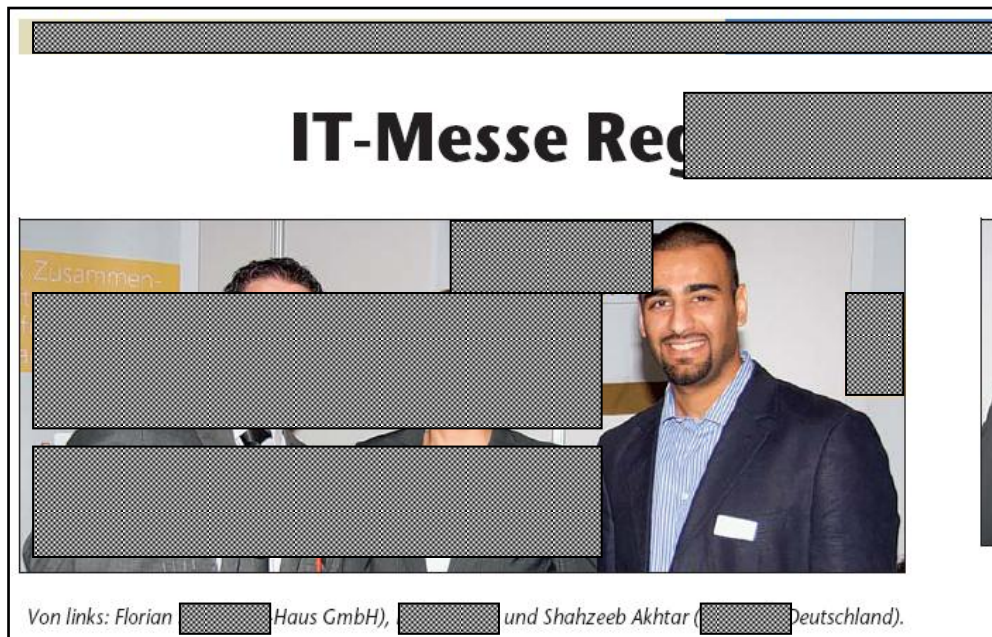 IT-Messe Reg
Zusammen-
Von links: Florian Haus GmbH), und Shahzeeb Akhtar ( Deutschland).